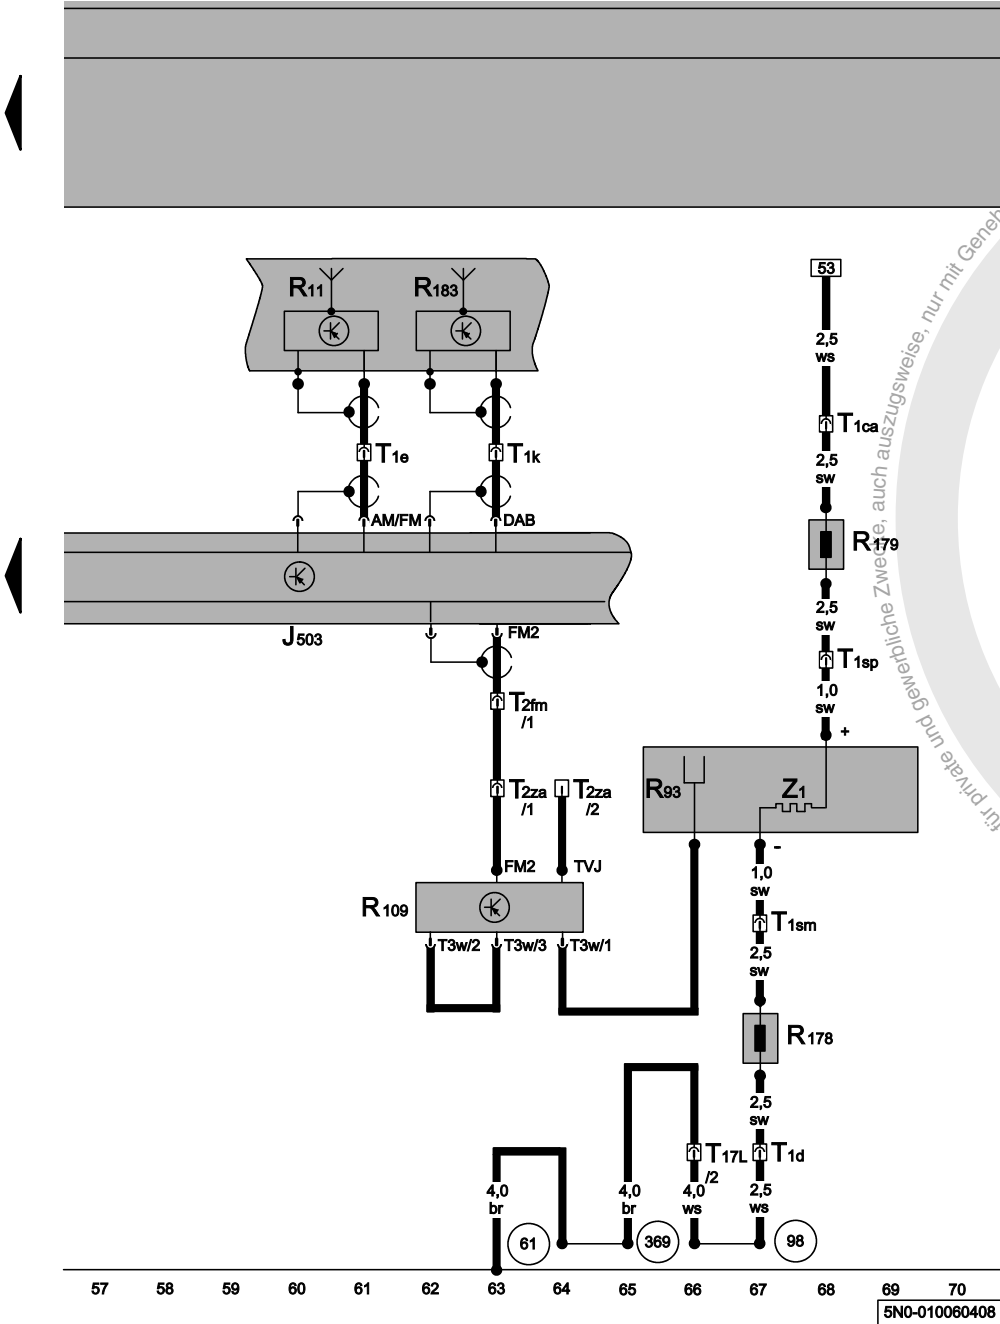 R11
R183
53
2,5
ws
T1ca
2,5
sw
T1e
T1k
AM/FM
DAB
R179
2,5
sw
T1sp
1,0
sw
+
J503
FM2
T2fm
/1
T2za
/1
T2za
/2
R93
Z1
-
FM2
TVJ
R109
T3w/2
T3w/3
T3w/1
1,0
sw
T1sm
2,5
sw
R178
2,5
sw
T17L
/2
T1d
4,0
br
4,0
br
4,0
ws
2,5
ws
61
369
98
57 58 59 60 61 62 63 64 65 66 67 68 69 70
5N0-010060408
für private und gewerbliche Zwecke, auch auszugsweise, nur mit Geneh